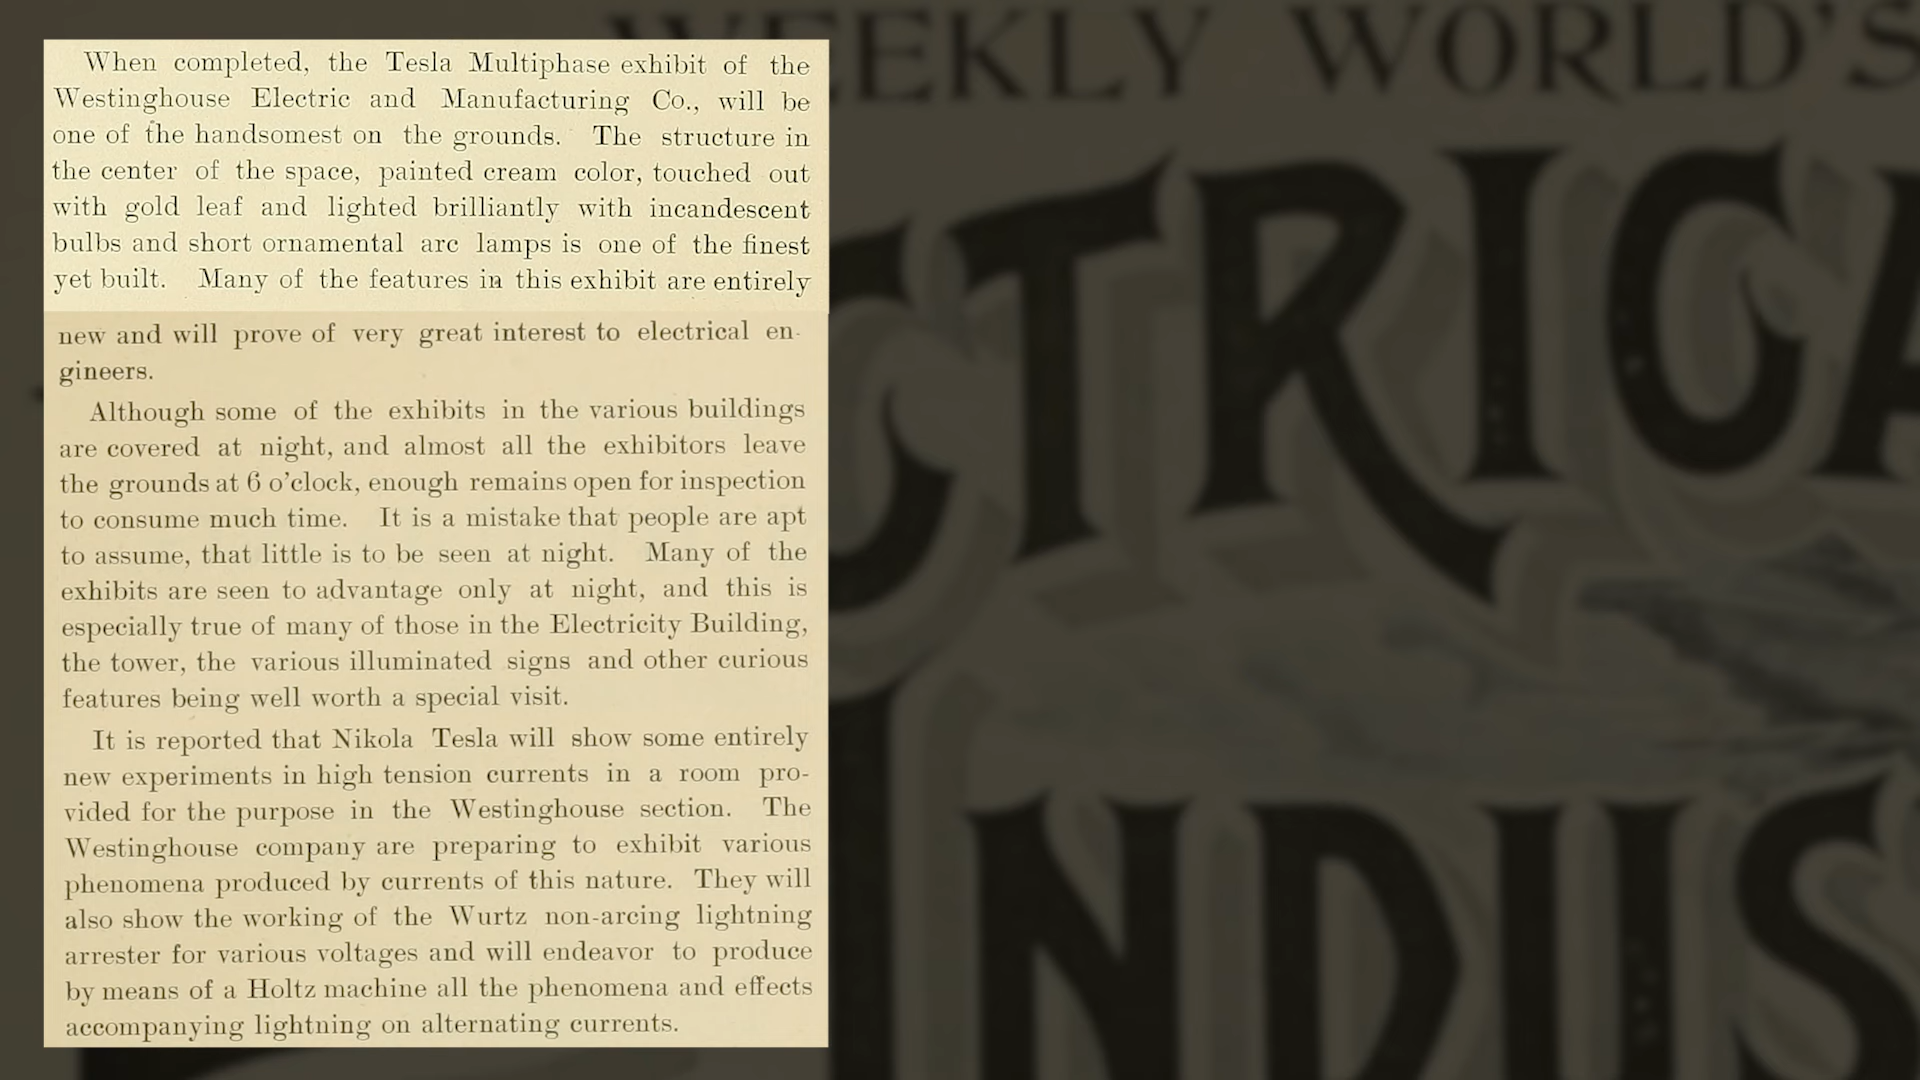 WEEKLY WORLD'S
When completed, the Tesla Multiphase exhibit of the
Westinghouse Electric and Manufacturing Co., will be
one of the handsomest on the grounds. The structure in
the center of the space, painted cream color, touched out
with gold leaf and lighted brilliantly with incandescent
bulbs and short ornamental arc lamps is one of the finest
yet built. Many of the features in this exhibit are entirely
new and will prove of very great interest to electrical en-
gineers.
Although some of the exhibits in the various buildings
are covered at night, and almost all the exhibitors leave
the grounds at 6 o'clock, enough remains open for inspection
to consume much time. It is a mistake that people are apt
to assume, that little is to be seen at night. Many of the
exhibits are seen to advantage only at night, and this is
especially true of many of those in the Electricity Building,
the tower, the various illuminated signs and other curious
features being well worth a special visit.
It is reported that Nikola Tesla will show some entirely
new experiments in high tension currents in a room pro-
vided for the purpose in the Westinghouse section. The
Westinghouse company are preparing to exhibit various
phenomena produced by currents of this nature. They will
also show the working of the Wurtz non-arcing lightning
arrester for various voltages and will endeavor to produce
by means of a Holtz machine all the phenomena and effects
accompanying lightning on alternating currents.
CTRICA
INDUS